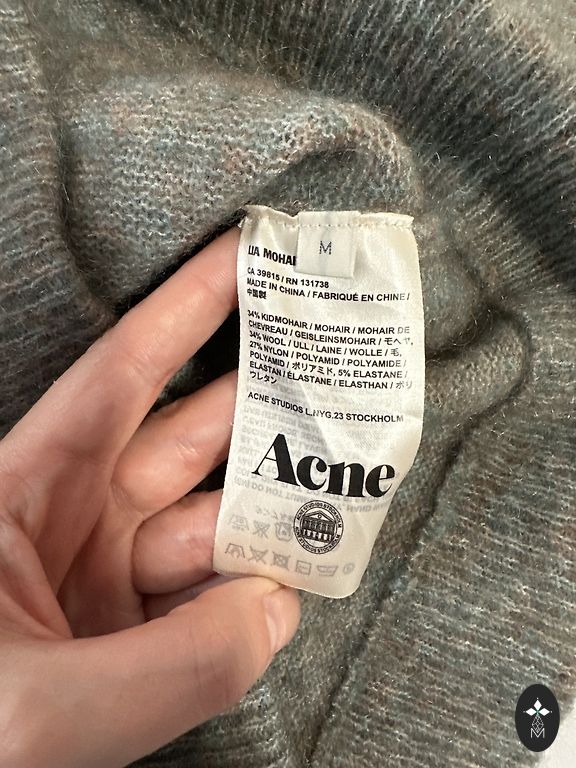 M
LIA MOHAI
CA 39815 / RN 131738
MADE IN CHINA / FABRIQUÉ EN CHINE /
中国製
34% KIDMOHAIR / MOHAIR / MOHAIR DE
CHEVREAU / GEISLEINSMOHAIR / モヘヤ,
34% WOOL / ULL / LAINE / WOLLE / 毛,
27% NYLON / POLYAMID / POLYAMIDE /
POLYAMID / ポリアミド, 5% ELASTANE /
ELASTAN / ÉLASTANE / ELASTHAN / ポリ
ウレタン
ACNE STUDIOS L.NYG.23 STOCKHOLM
Acne
M